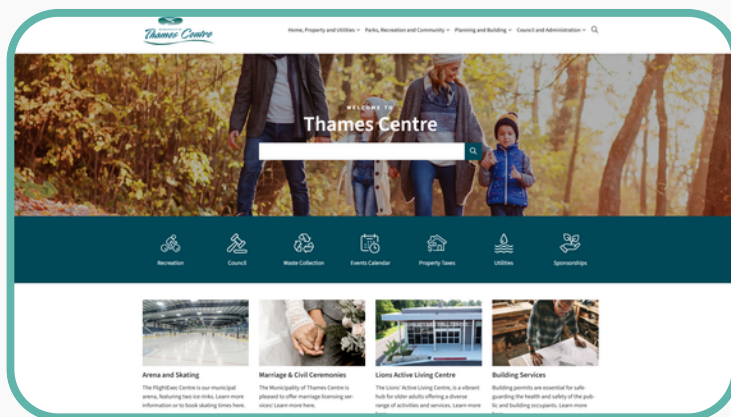 Thames Centre
Home, Property and Utilities Parks, Recreation and Community Planning and Building Council and Administration
WELCOME TO
Thames Centre
Recreation Council Waste Collection Events Calendar Property Taxes Utilities Sponsorships
Arena and Skating
The FlightExec Centre is our municipal
arena, featuring two ice rinks. Learn more
information or to book skating times here.
Marriage & Civil Ceremonies
The Municipality of Thames Centre is
pleased to offer marriage licensing ser-
vices! Learn more here.
Lions Active Living Centre
The Lions' Active Living Centre, is a vibrant
hub for older adults offering a diverse
range of activities and services. Learn more
Building Services
Building permits are essential for safe-
guarding the health and safety of the pub-
lic and building occupants. Learn more